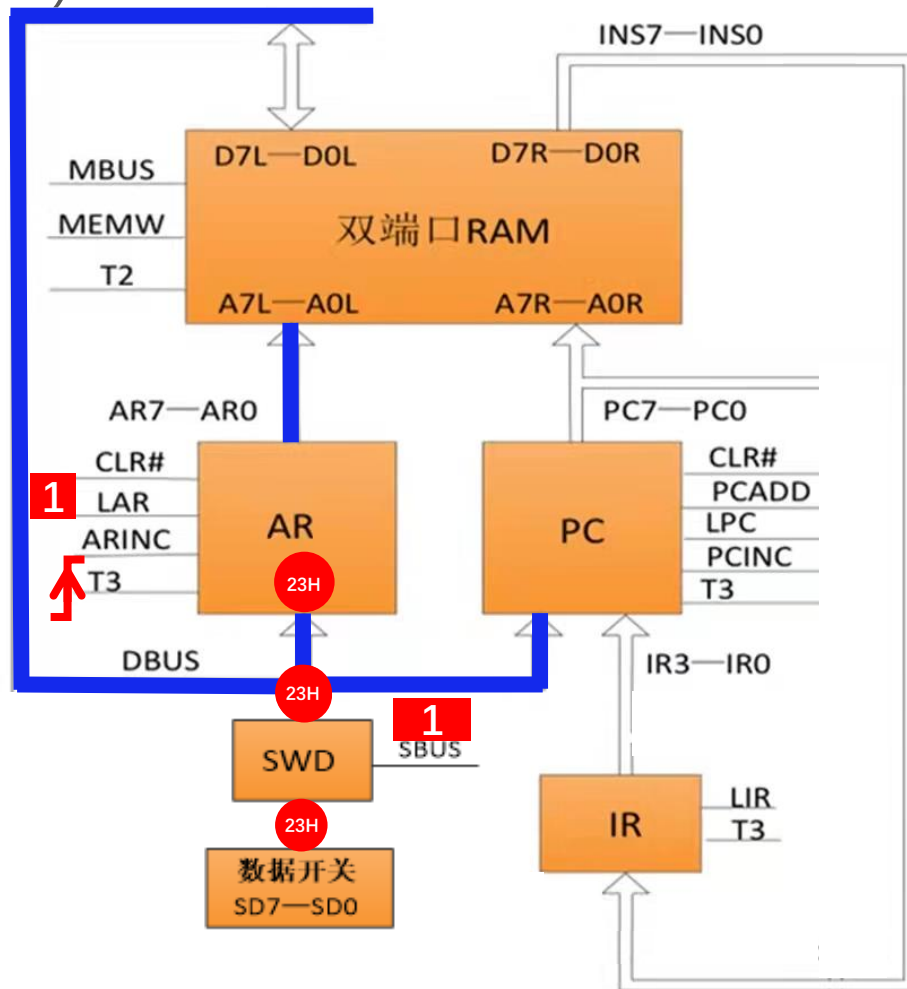 )
INS7—INS0
D7L—D0L
D7R—D0R
MBUS
MEMW
双端口RAM
T2
A7L—A0L
A7R—A0R
AR7—AR0
PC7—PC0
CLR#
CLR#
1
LAR
PCADD
AR
PC
LPC
ARINC
PCINC
T3
23H
T3
DBUS
IR3—IR0
23H
1
SWD
SBUS
LIR
23H
IR
T3
数据开关
SD7—SD0